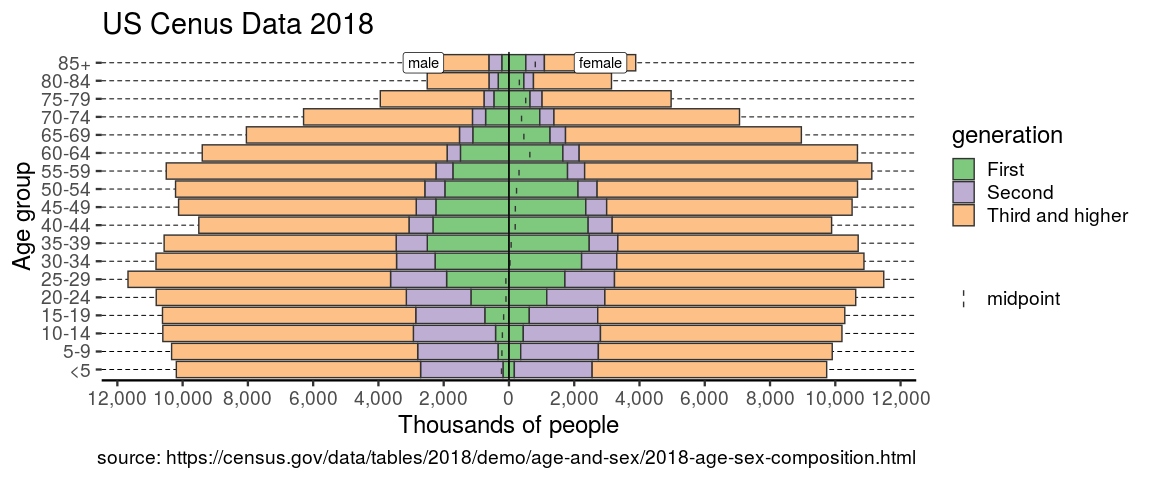 US Cenus Data 2018
Age group
85+
80-84
75-79
70-74
65-69
60-64
55-59
50-54
45-49
40-44
35-39
30-34
25-29
20-24
15-19
10-14
5-9
<5
male
female
12,000 10,000 8,000 6,000 4,000 2,000 0 2,000 4,000 6,000 8,000 10,000 12,000
Thousands of people
generation
First
Second
Third and higher
midpoint
source: https://census.gov/data/tables/2018/demo/age-and-sex/2018-age-sex-composition.html